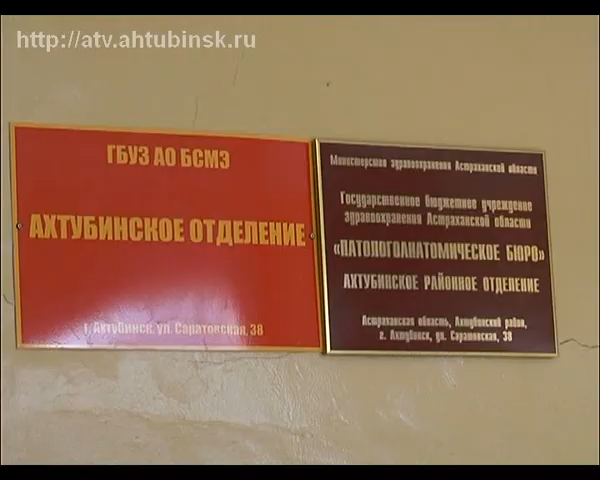 http://atv.ahtubinsk.ru
ГБУЗ АО БСМЭ
АХТУБИНСКОЕ ОТДЕЛЕНИЕ
г. Ахтубинск, ул. Саратовская, 38
Министерство здравоохранения Астраханской области
Государственное бюджетное учреждение
здравоохранения Астраханской области
«ПАТОЛОГОАНАТОМИЧЕСКОЕ БЮРО»
АХТУБИНСКОЕ РАЙОННОЕ ОТДЕЛЕНИЕ
Астраханская область, Ахтубинский район,
г. Ахтубинск, ул. Саратовская, 38